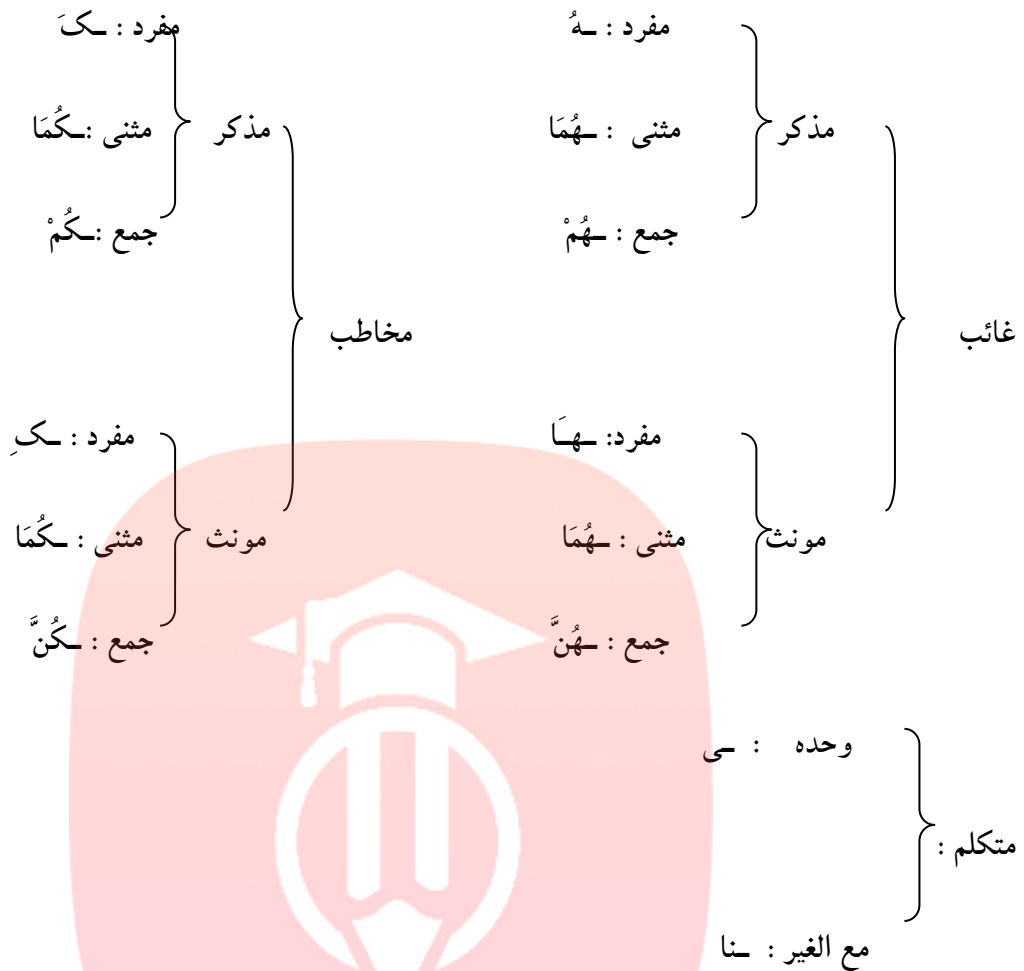 مفرد : ـهُ
مذکر
مثنی : ـهُمَا
جمع : ـهُمْ
غائب
مفرد: ـهـَا
مونث
مثنی : ـهُمَا
جمع : ـهُنَّ
مفرد : ـکَ
مذکر
مثنی :ـکُمَا
جمع :ـکُمْ
مخاطب
مفرد : ـکِ
مونث
مثنی : ـکُمَا
جمع : ـکُنَّ
وحده : ـی
متکلم :
مع الغیر : ـنا